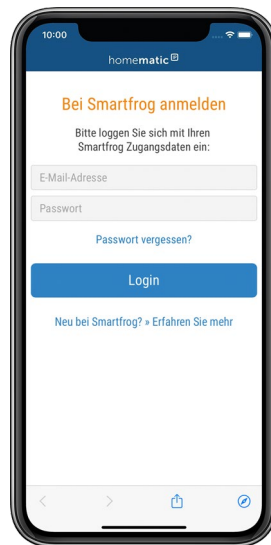 10:00
homematic IP
Bei Smartfrog anmelden
Bitte loggen Sie sich mit Ihren
Smartfrog Zugangsdaten ein:
E-Mail-Adresse
Passwort
Passwort vergessen?
Login
Neu bei Smartfrog? » Erfahren Sie mehr